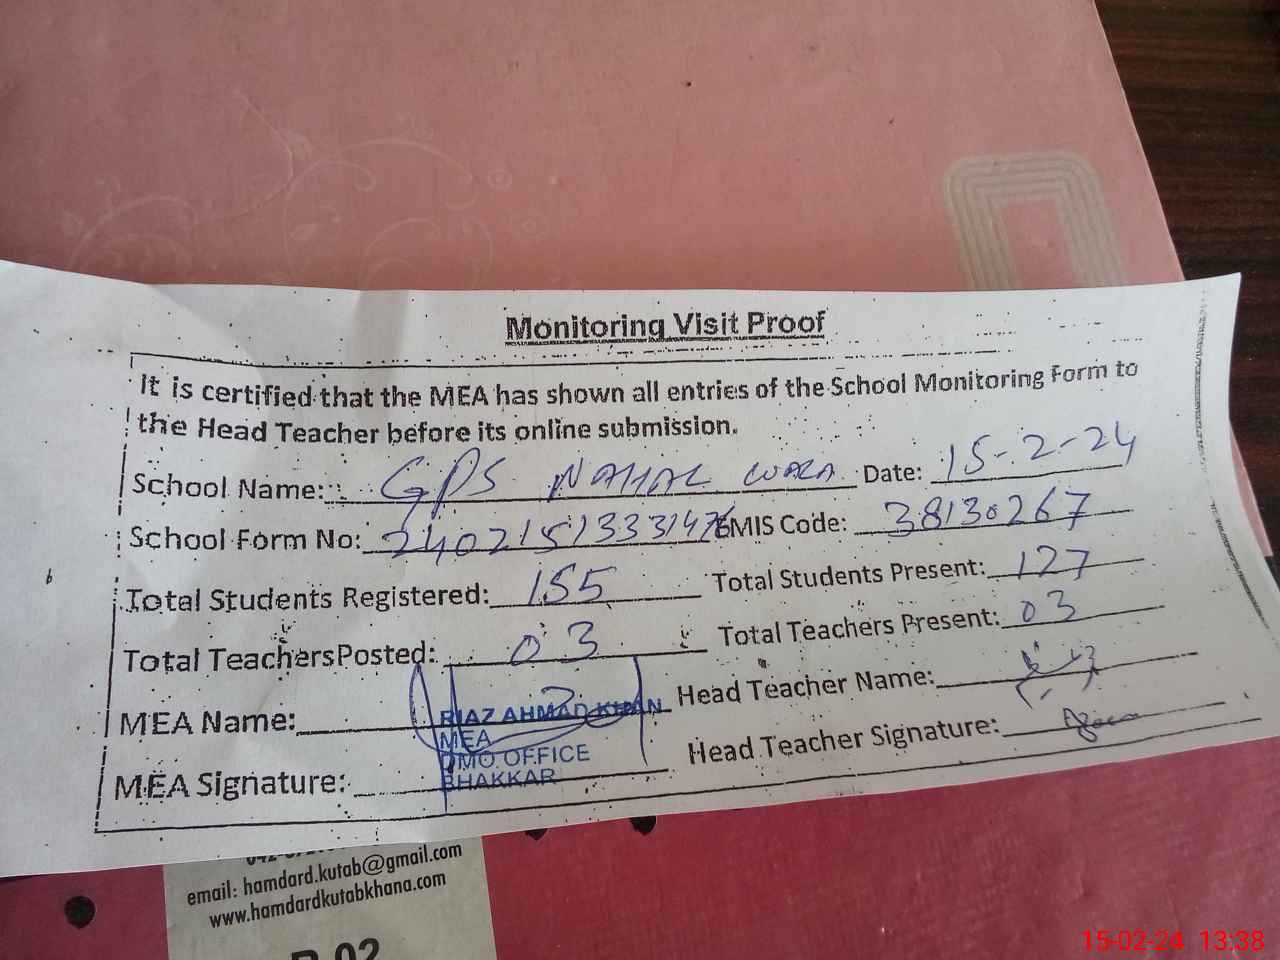 Monitoring Visit Proof
It is certified that the MEA has shown all entries of the School Monitoring Form to
the Head Teacher before its online submission.
School Name: GPS NAHAL WALA Date: 15-2-24
School Form No: EMIS Code: 38130267
Total Students Registered: 155 Total Students Present: 127
Total Teachers Posted: 03 Total Teachers Present: 03
MEA Name: Head Teacher Name:
RIAZ AHMAD KHAN
MEA
MEA Signature: Head Teacher Signature:
DMO OFFICE
BHAKKAR
email: hamdard.kutab@gmail.com
www.hamdardkutabkhana.com
15-02-24 13:38